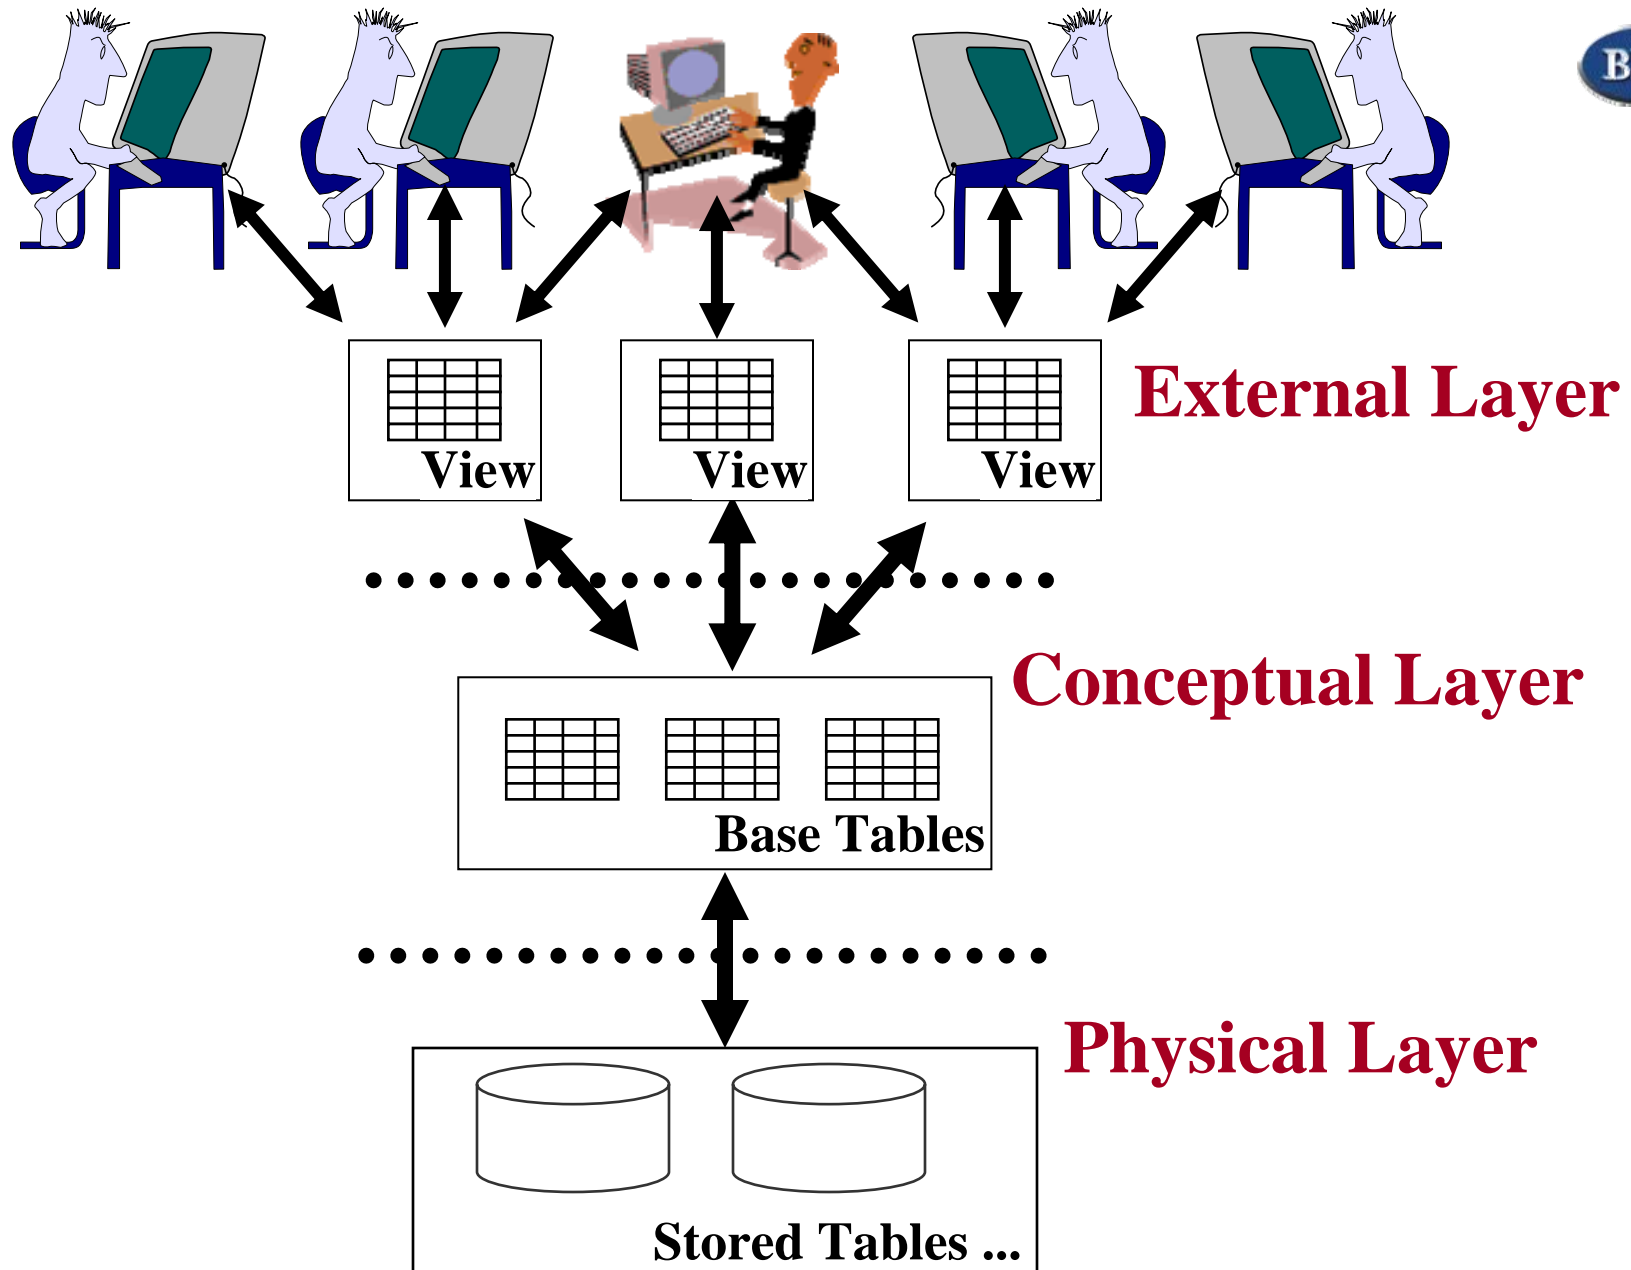 B
External Layer
View
View
View
Conceptual Layer
Base Tables
Physical Layer
Stored Tables ...